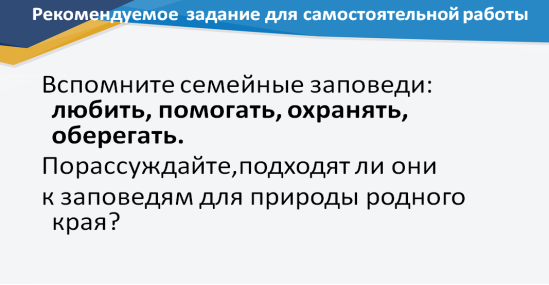 Рекомендуемое задание для самостоятельной работы
Вспомните семейные заповеди:
любить, помогать, охранять,
оберегать.
Порассуждайте,подходят ли они
к заповедям для природы родного
края?